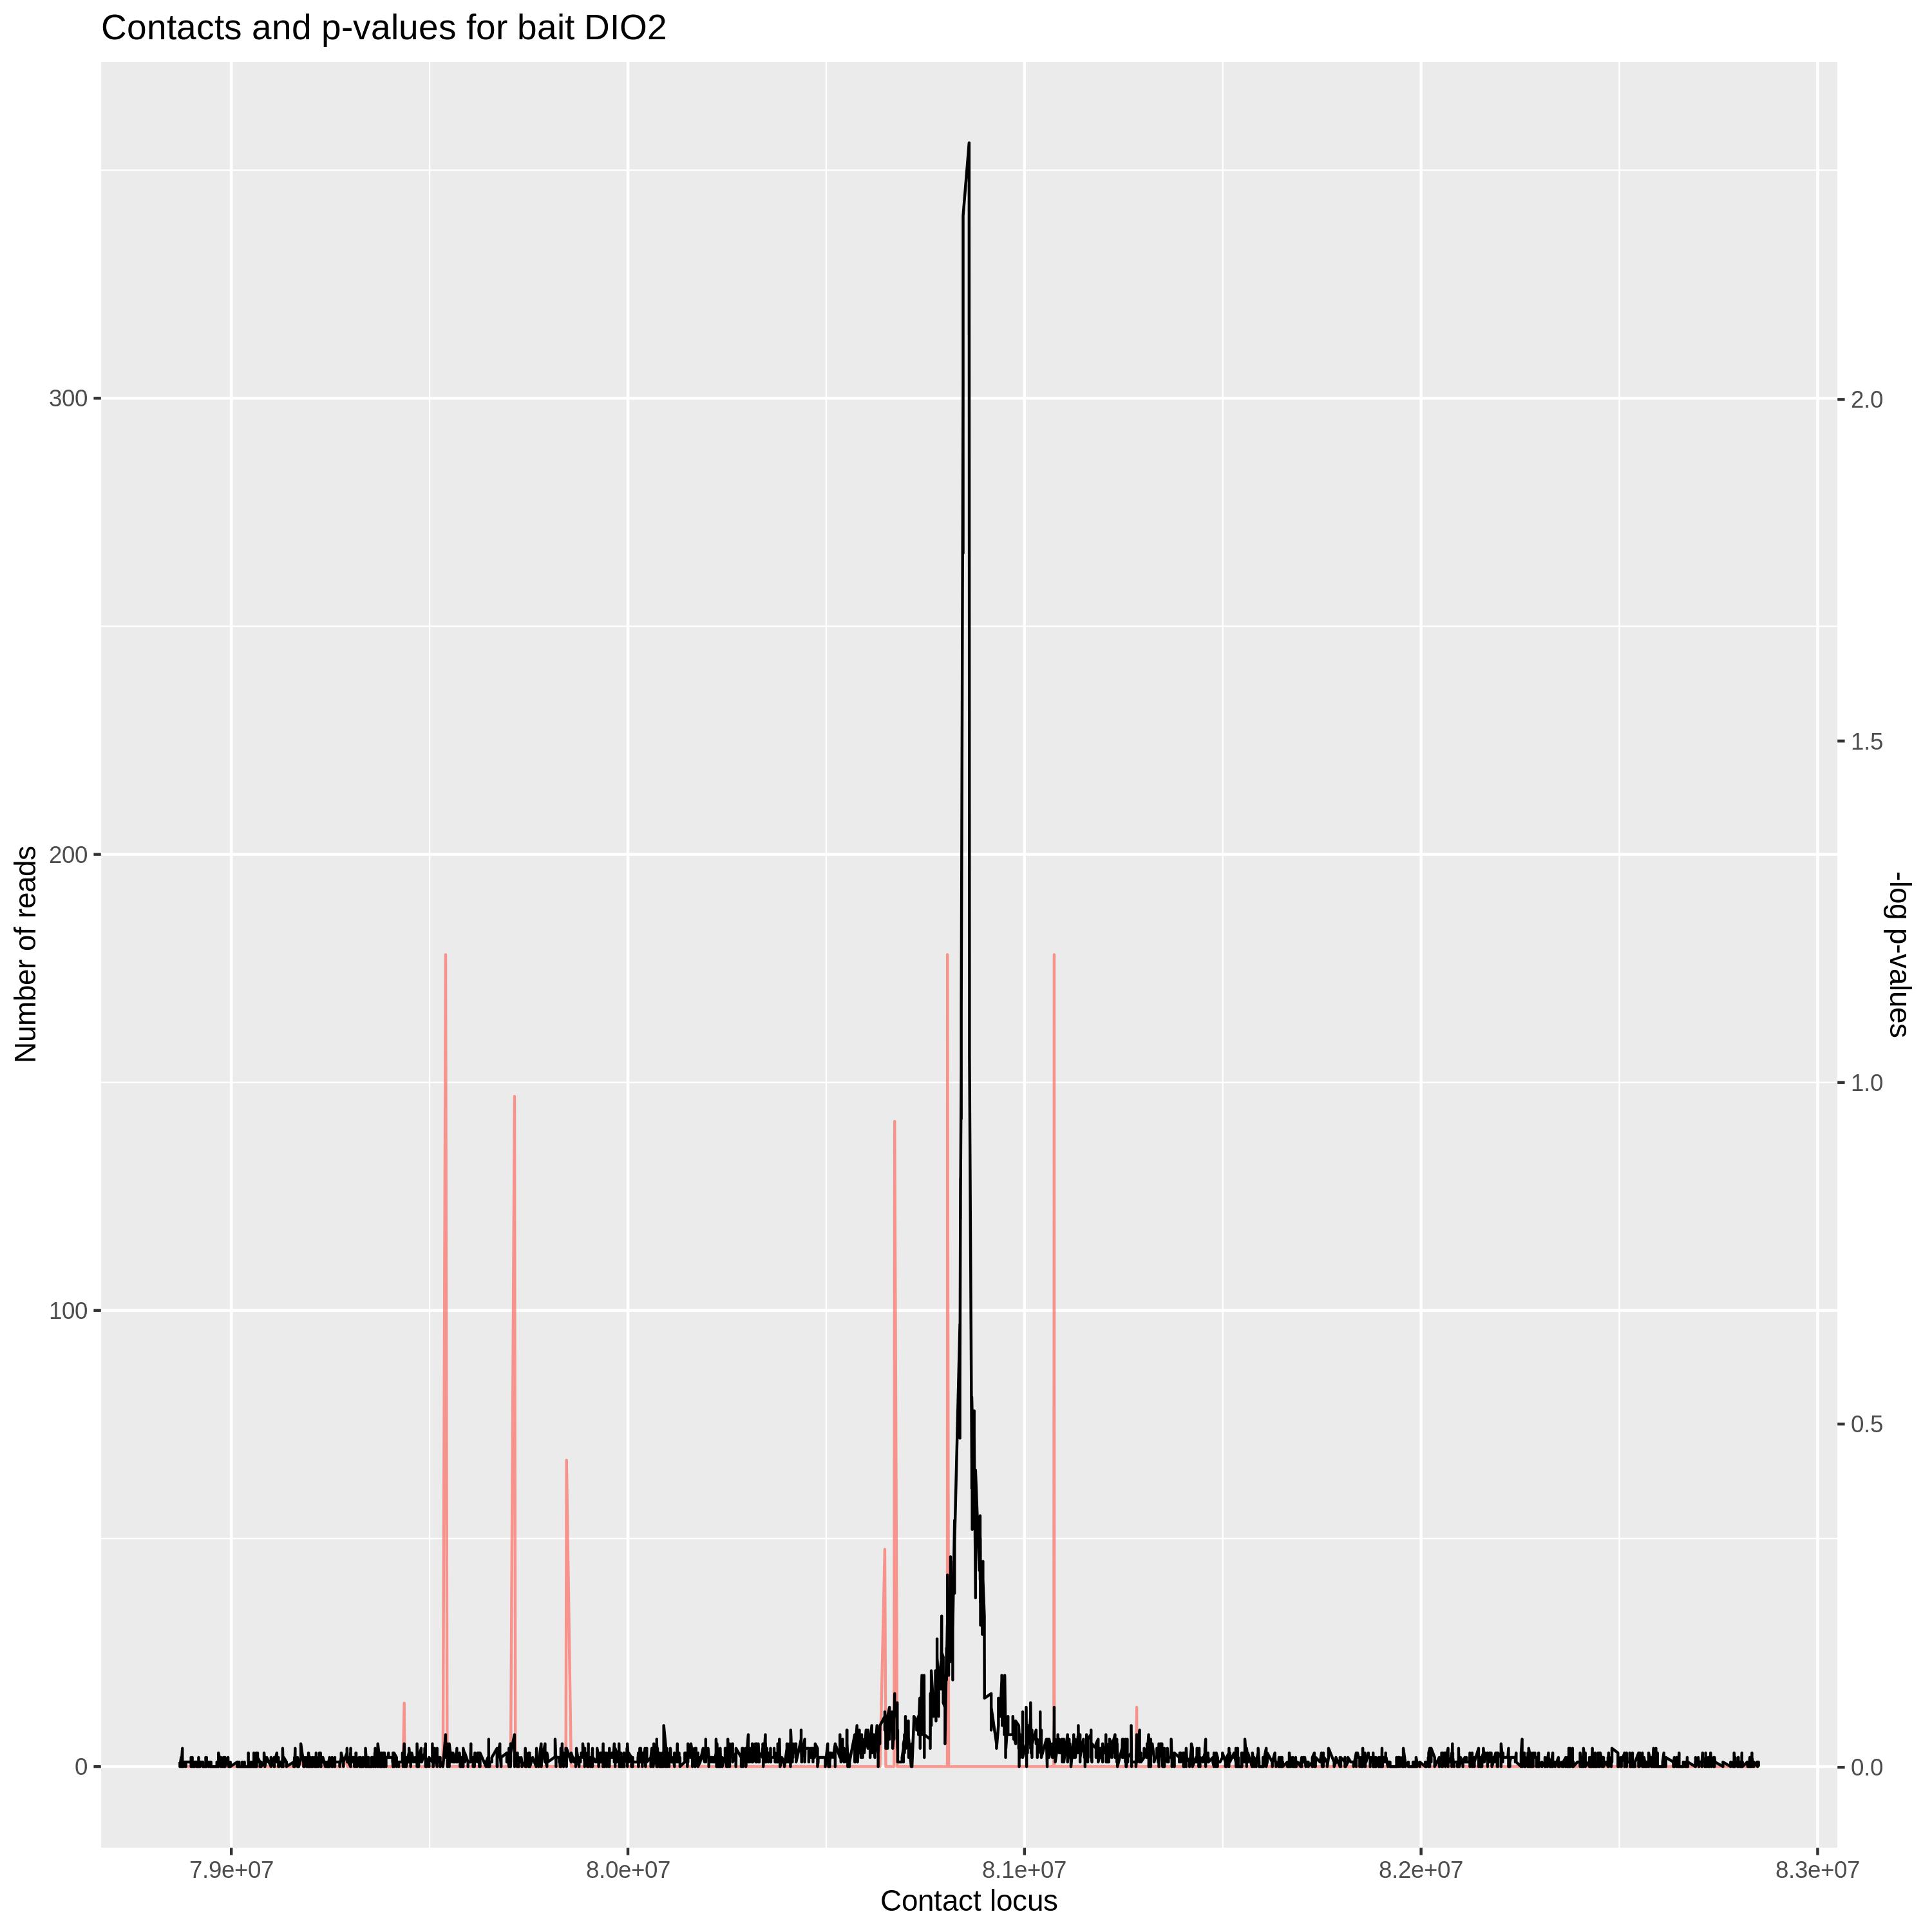 Contacts and p-values for bait DIO2
300
200
100
0
Number of reads
2.0
1.5
1.0
0.5
0.0
-log p-values
7.9e+07 8.0e+07 8.1e+07 8.2e+07 8.3e+07
Contact locus